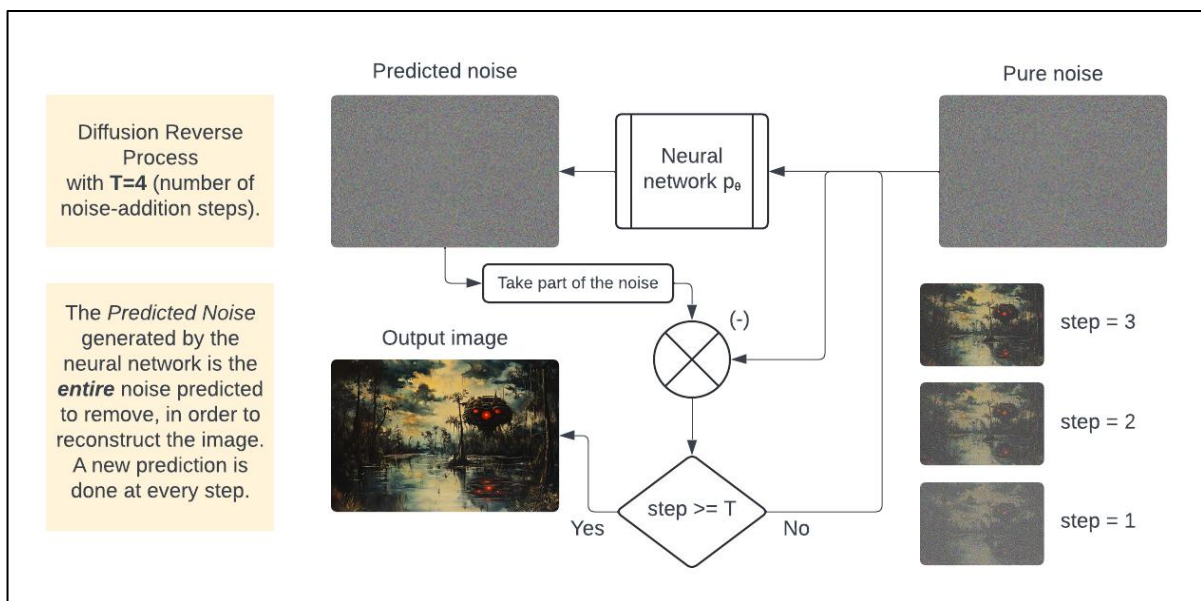 Predicted noise
Pure noise
Diffusion Reverse
Process
with T=4 (number of
noise-addition steps).
Neural
network pθ
Take part of the noise
(-)
The Predicted Noise
generated by the
neural network is the
entire noise predicted
to remove, in order to
reconstruct the image.
A new prediction is
done at every step.
Output image
step = 3
step = 2
step = 1
step >= T
Yes
No